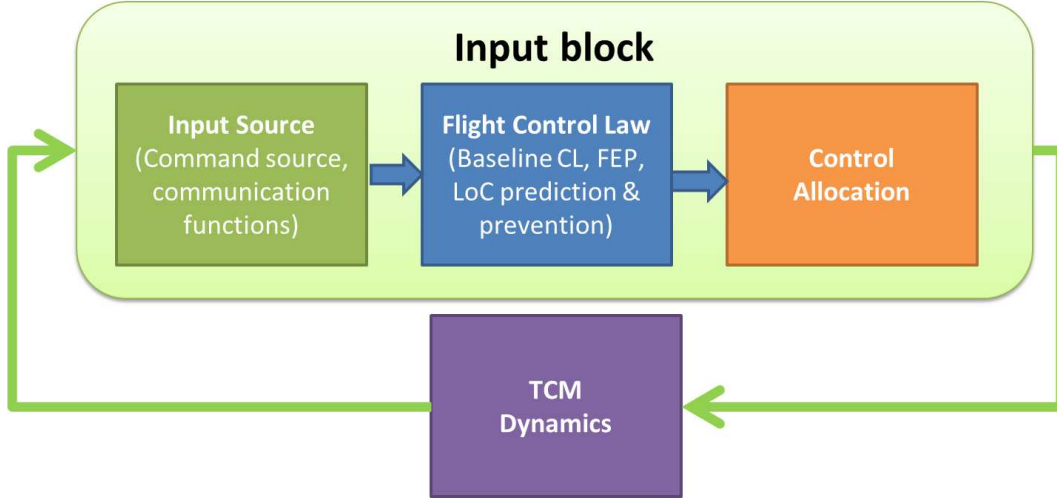 Input block
Input Source
(Command source,
communication
functions)
Flight Control Law
(Baseline CL, FEP,
LoC prediction &
prevention)
Control
Allocation
TCM
Dynamics